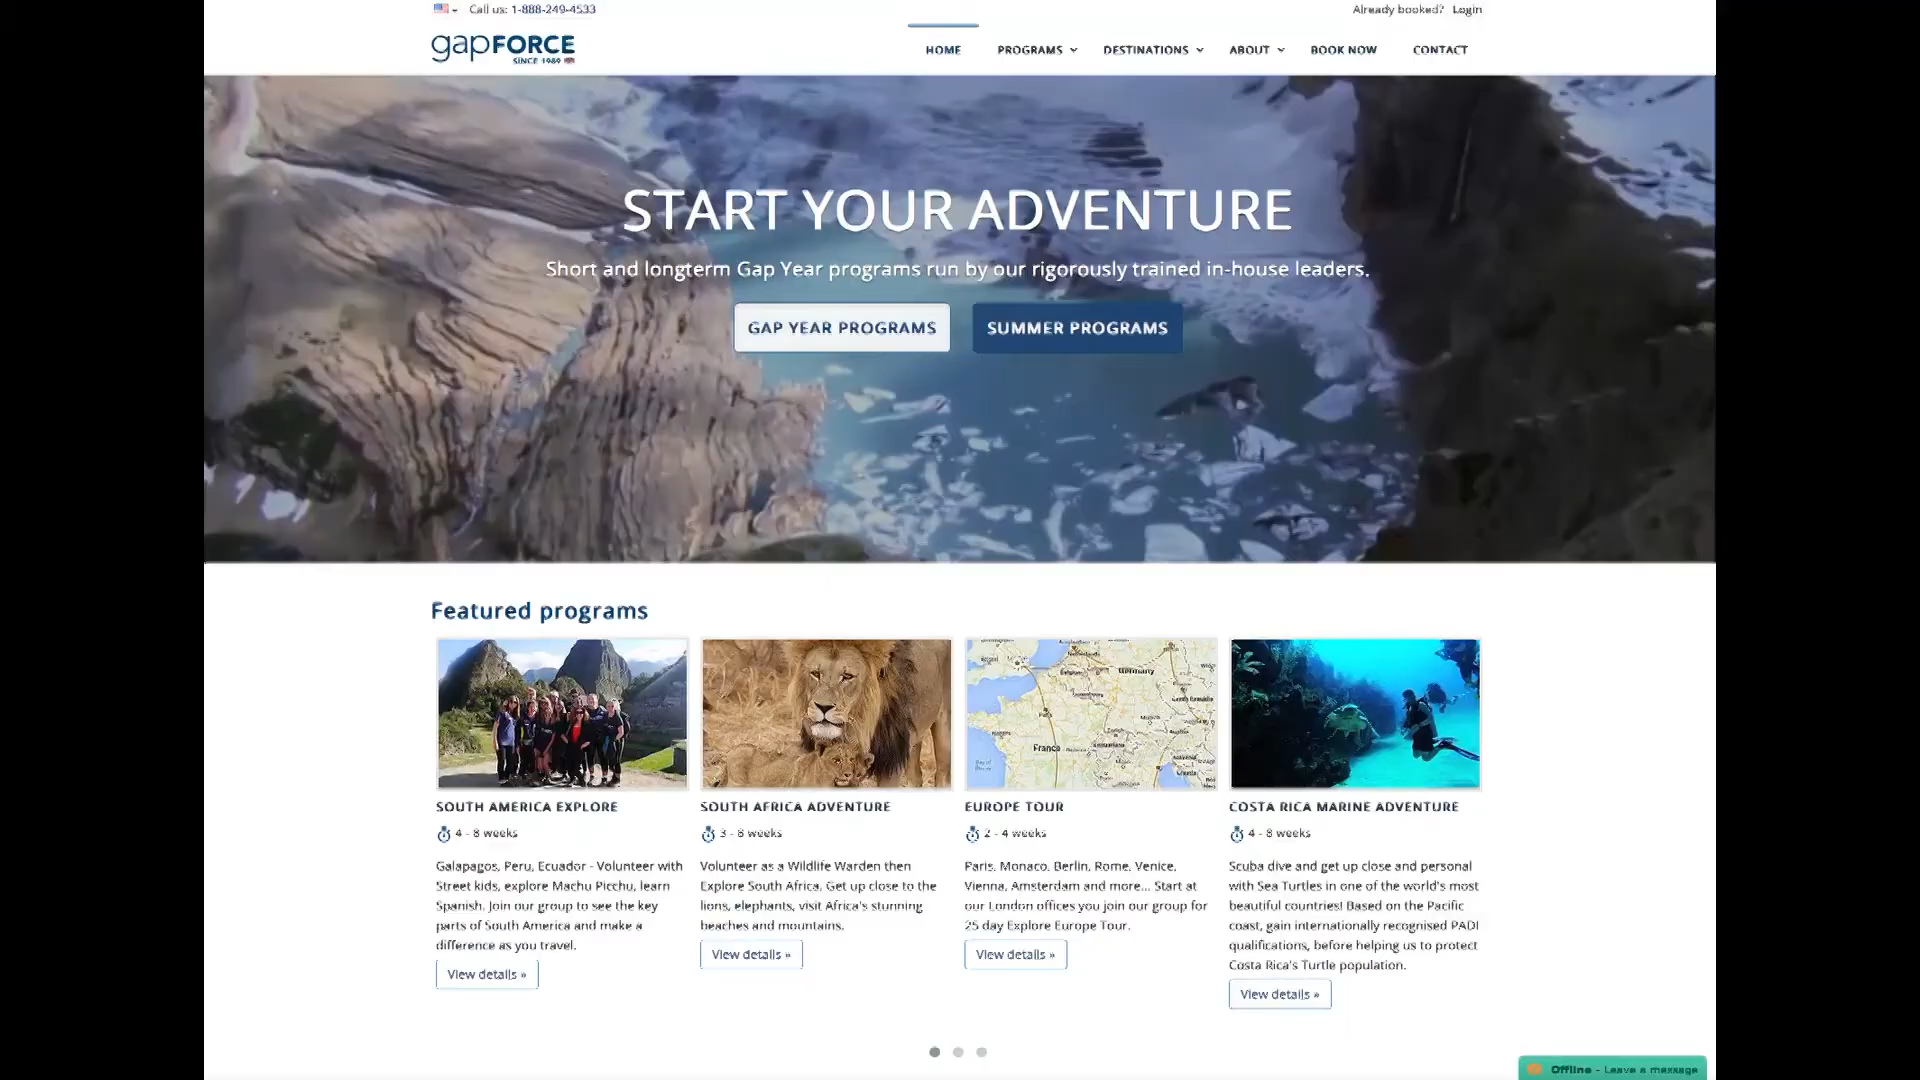 Call us: 1-888-249-4533
Already booked? Login
gapFORCE
SINCE 1989
HOME
PROGRAMS
DESTINATIONS
ABOUT
BOOK NOW
CONTACT
START YOUR ADVENTURE
Short and longterm Gap Year programs run by our rigorously trained in-house leaders.
GAP YEAR PROGRAMS
SUMMER PROGRAMS
Featured programs
Germany
France
SOUTH AMERICA EXPLORE
4 - 8 weeks
Galapagos, Peru, Ecuador - Volunteer with
Street kids, explore Machu Picchu, learn
Spanish. Join our group to see the key
parts of South America and make a
difference as you travel.
View details »
SOUTH AFRICA ADVENTURE
3 - 8 weeks
Volunteer as a Wildlife Warden then
Explore South Africa. Get up close to the
lions, elephants, visit Africa's stunning
beaches and mountains.
View details »
EUROPE TOUR
2 - 4 weeks
Paris, Monaco, Berlin, Rome, Venice,
Vienna, Amsterdam and more... Start at
our London offices you join our group for
25 day Explore Europe Tour.
View details »
COSTA RICA MARINE ADVENTURE
4 - 8 weeks
Scuba dive and get up close and personal
with Sea Turtles in one of the world's most
beautiful countries! Based on the Pacific
coast, gain internationally recognised PADI
qualifications, before helping us to protect
Costa Rica's Turtle population.
View details »
Offline - Leave a message